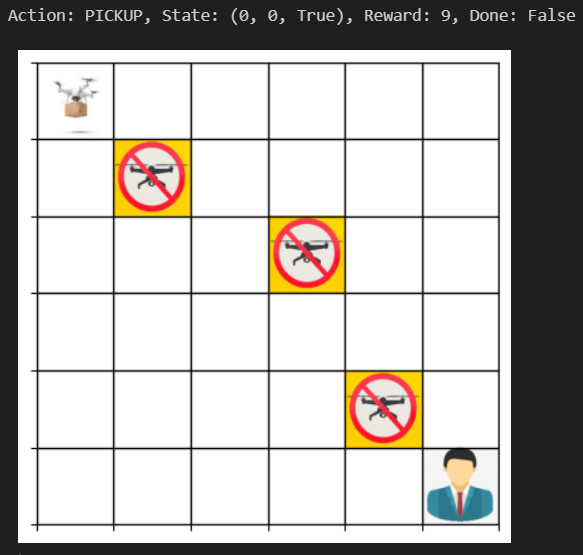 Action: PICKUP, State: (0, 0, True), Reward: 9, Done: False